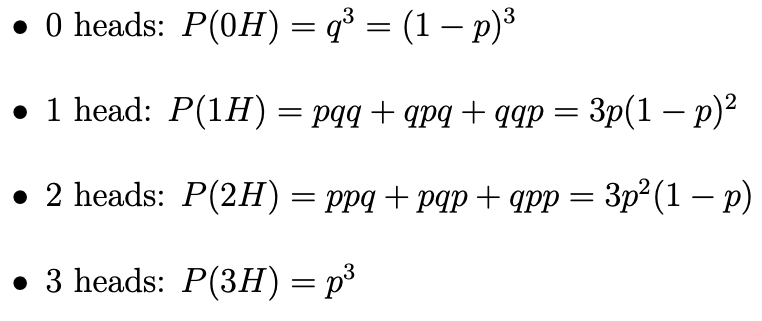 • 0 heads: P(0H) = q³ = (1 − p)³
• 1 head: P(1H) = pqq + qpq + qqp = 3p(1 − p)²
• 2 heads: P(2H) = ppq + pqp + qpp = 3p²(1 − p)
• 3 heads: P(3H) = p³